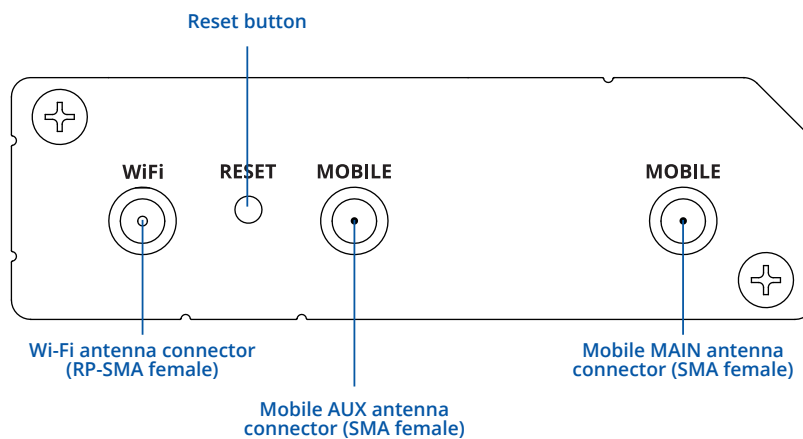 Reset button
WiFi
RESET
MOBILE
MOBILE
Wi-Fi antenna connector
(RP-SMA female)
Mobile AUX antenna
connector (SMA female)
Mobile MAIN antenna
connector (SMA female)